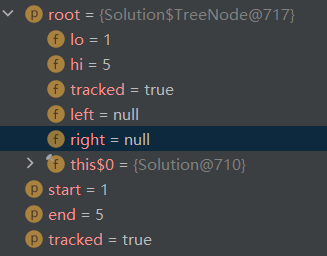 p root = {Solution$TreeNode@717}
f lo = 1
f hi = 5
f tracked = true
f left = null
f right = null
f this$0 = {Solution@710}
p start = 1
p end = 5
p tracked = true